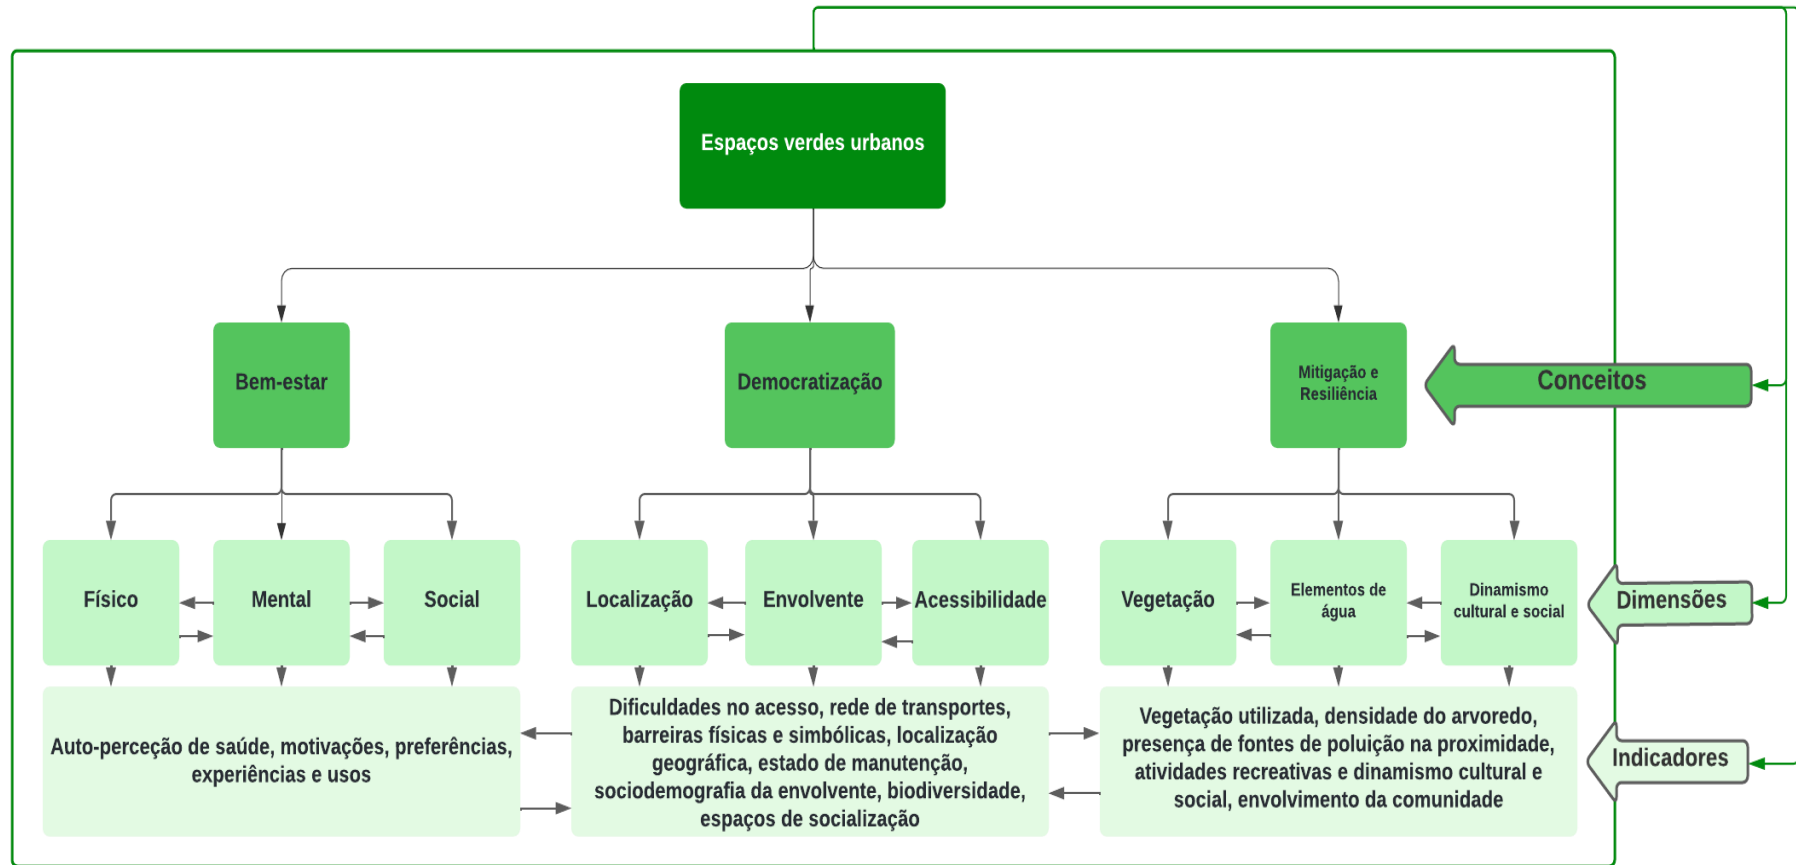 Espaços verdes urbanos
Bem-estar
Democratização
Mitigação e
Resiliência
Conceitos
Físico
Mental
Social
Localização
Envolvente
Acessibilidade
Vegetação
Elementos de
água
Dinamismo
cultural e social
Dimensões
Auto-perceção de saúde, motivações, preferências,
experiências e usos
Dificuldades no acesso, rede de transportes,
barreiras físicas e simbólicas, localização
geográfica, estado de manutenção,
sociodemografia da envolvente, biodiversidade,
espaços de socialização
Vegetação utilizada, densidade do arvoredo,
presença de fontes de poluição na proximidade,
atividades recreativas e dinamismo cultural e
social, envolvimento da comunidade
Indicadores